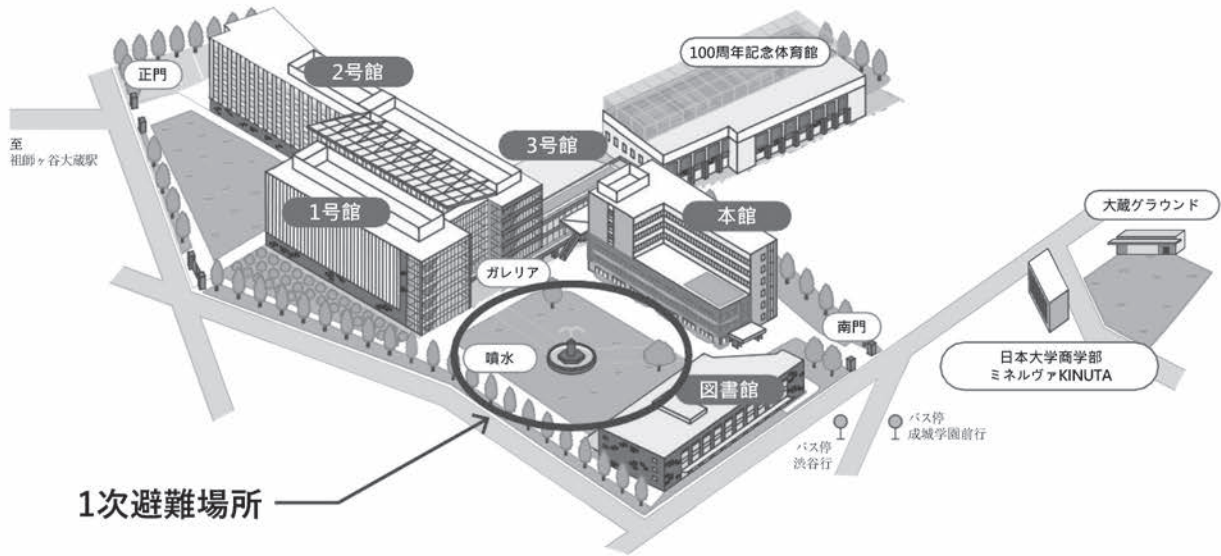 100周年記念体育館
正門
2号館
3号館
至
祖師ヶ谷大蔵駅
1号館
本館
大蔵グラウンド
ガレリア
南門
噴水
日本大学商学部
ミネルヴァKINUTA
図書館
バス停
成城学園前行
バス停
渋谷行
1次避難場所